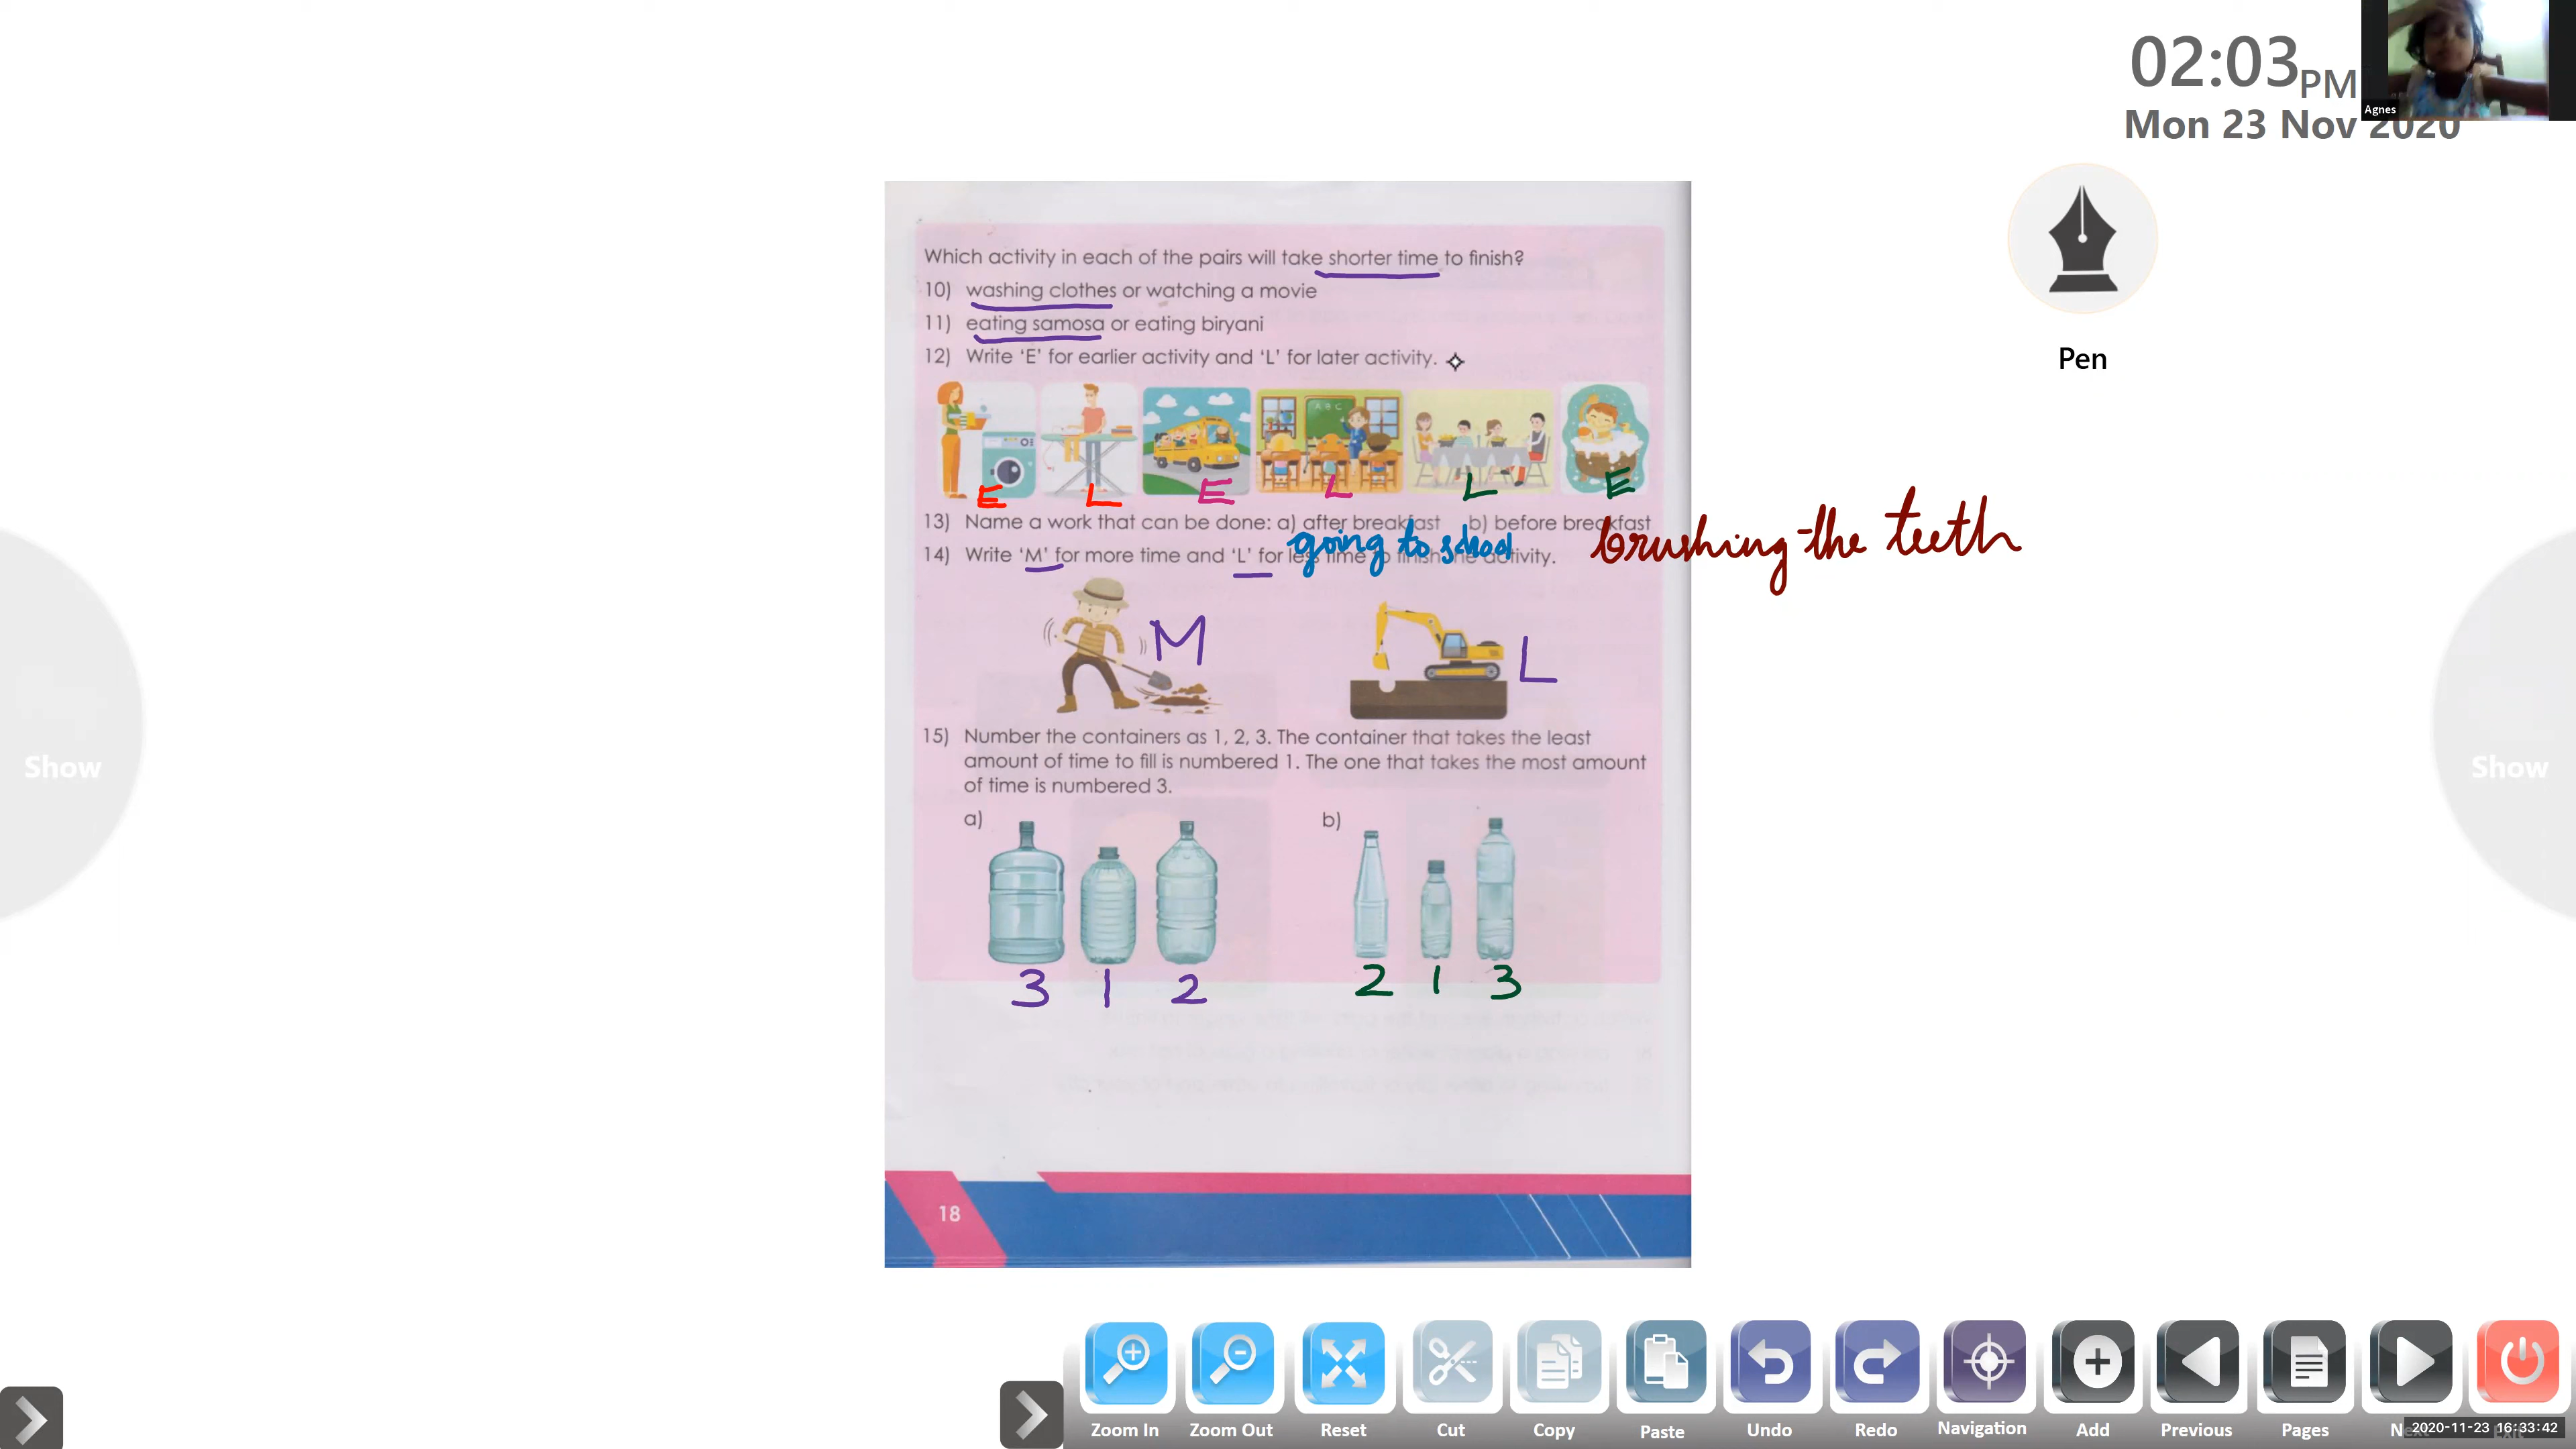 02:03 PM
Mon 23 Nov 2020
Agnes
Pen
Which activity in each of the pairs will take shorter time to finish?
10) washing clothes or watching a movie
11) eating samosa or eating biryani
12) Write ‘E’ for earlier activity and ‘L’ for later activity.
A B C
E L E L L E
13) Name a work that can be done: a) after breakfast b) before breakfast
going to school brushing the teeth
14) Write ‘M’ for more time and ‘L’ for less time to finish the activity.
M L
15) Number the containers as 1, 2, 3. The container that takes the least
amount of time to fill is numbered 1. The one that takes the most amount
of time is numbered 3.
a) b)
3 1 2 2 1 3
18
Show Show
Zoom In Zoom Out Reset Cut Copy Paste Undo Redo Navigation Add Previous Pages
2020-11-23 16:33:42